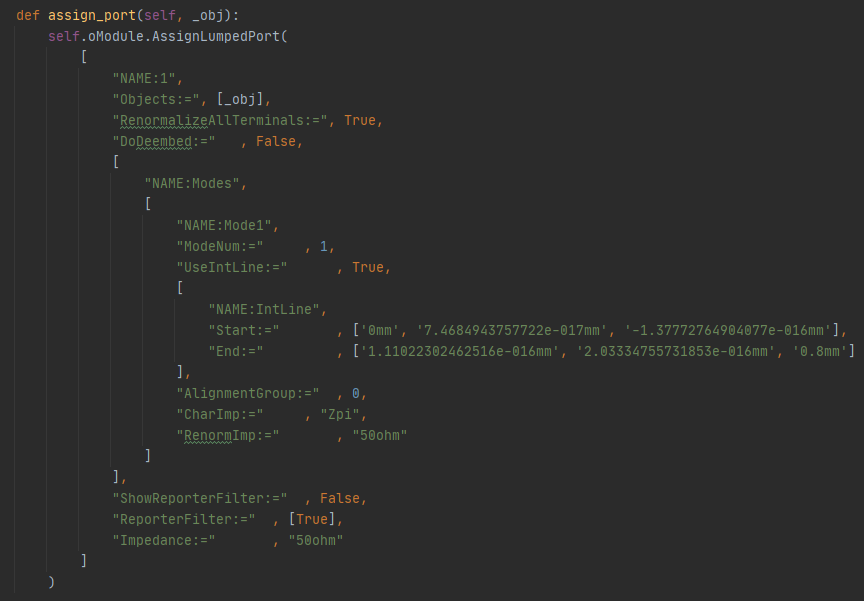 def assign_port(self, _obj):
    self.oModule.AssignLumpedPort(
        [
            "NAME:1",
            "Objects:=", [_obj],
            "RenormalizeAllTerminals:=", True,
            "DoDeembed:="   , False,
            [
                "NAME:Modes",
                [
                    "NAME:Mode1",
                    "ModeNum:="     , 1,
                    "UseIntLine:="      , True,
                    [
                        "NAME:IntLine",
                        "Start:="       , ['0mm', '7.4684943757722e-017mm', '-1.37772764904077e-016mm'],
                        "End:="         , ['1.11022302462516e-016mm', '2.03334755731853e-016mm', '0.8mm']
                    ],
                    "AlignmentGroup:="  , 0,
                    "CharImp:="     , "Zpi",
                    "RenormImp:="       , "50ohm"
                ]
            ],
            "ShowReporterFilter:="  , False,
            "ReporterFilter:="  , [True],
            "Impedance:="       , "50ohm"
        ]
    )